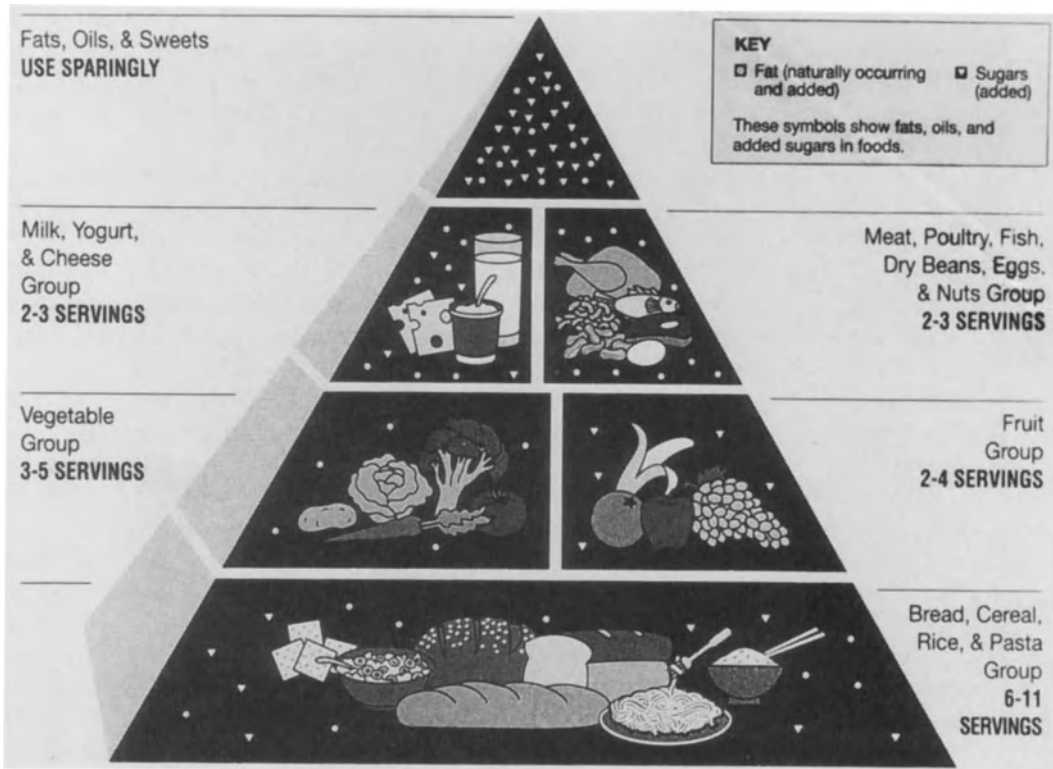 Fats, Oils, & Sweets
USE SPARINGLY
KEY
Fat (naturally occurring
and added)
Sugars
(added)
These symbols show fats, oils, and
added sugars in foods.
Milk, Yogurt,
& Cheese
Group
2-3 SERVINGS
Meat, Poultry, Fish,
Dry Beans, Eggs.
& Nuts Group
2-3 SERVINGS
Vegetable
Group
3-5 SERVINGS
Fruit
Group
2-4 SERVINGS
Bread, Cereal,
Rice, & Pasta
Group
6-11
SERVINGS